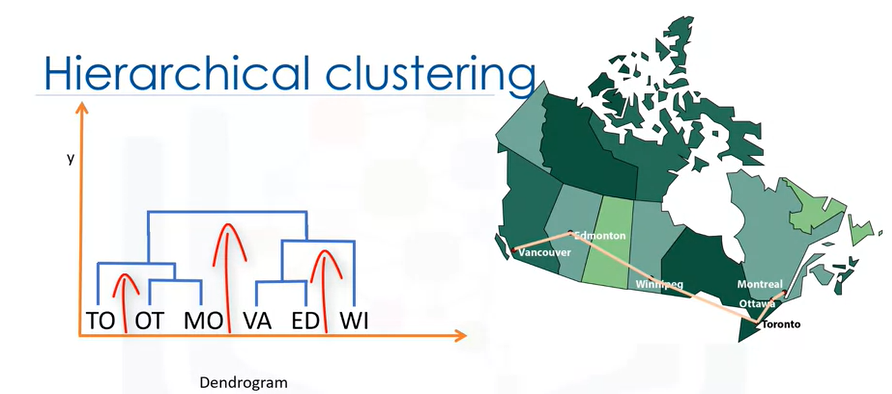 Hierarchical clustering
y
TO OT MO VA ED WI
Dendrogram
Edmonton
Vancouver
Winnipeg
Montreal
Ottawa
Toronto